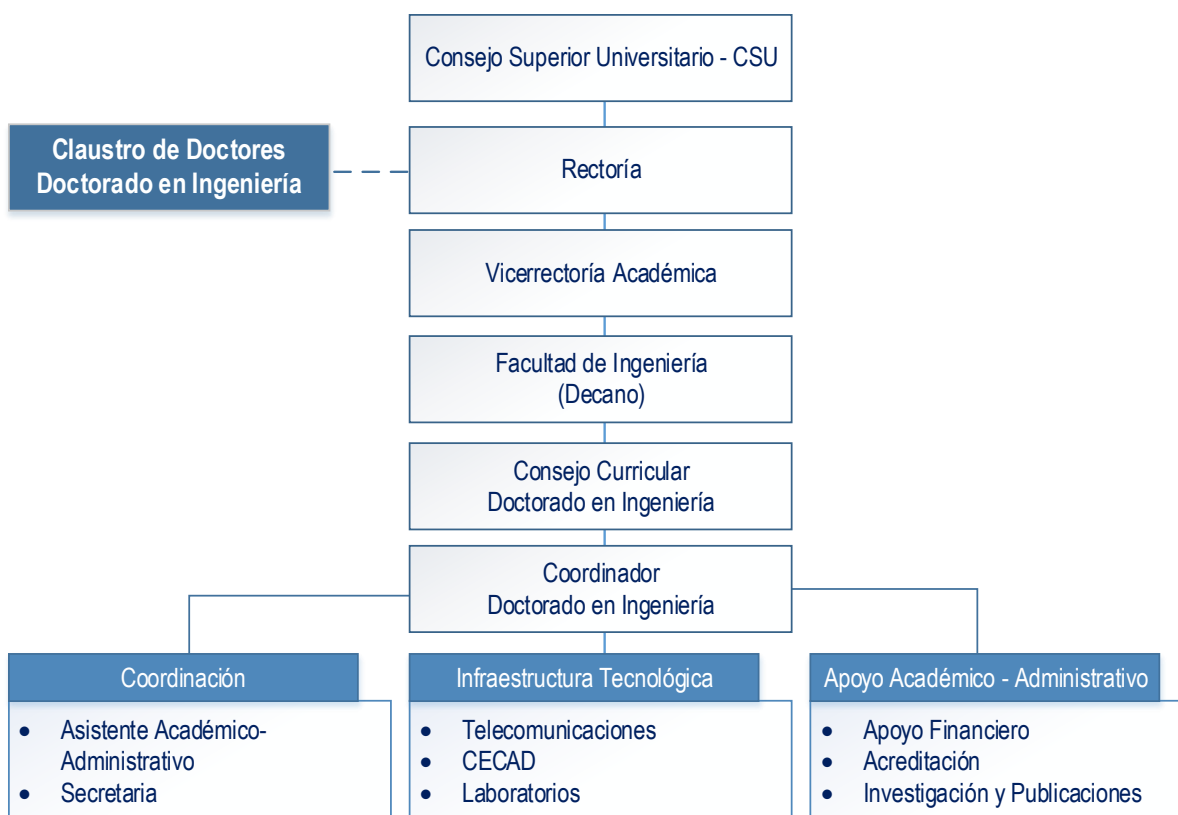 Consejo Superior Universitario - CSU
Claustro de Doctores
Doctorado en Ingeniería
Rectoría
Vicerrectoría Académica
Facultad de Ingeniería
(Decano)
Consejo Curricular
Doctorado en Ingeniería
Coordinador
Doctorado en Ingeniería
Coordinación
• Asistente Académico-
Administrativo
• Secretaria
Infraestructura Tecnológica
• Telecomunicaciones
• CECAD
• Laboratorios
Apoyo Académico - Administrativo
• Apoyo Financiero
• Acreditación
• Investigación y Publicaciones